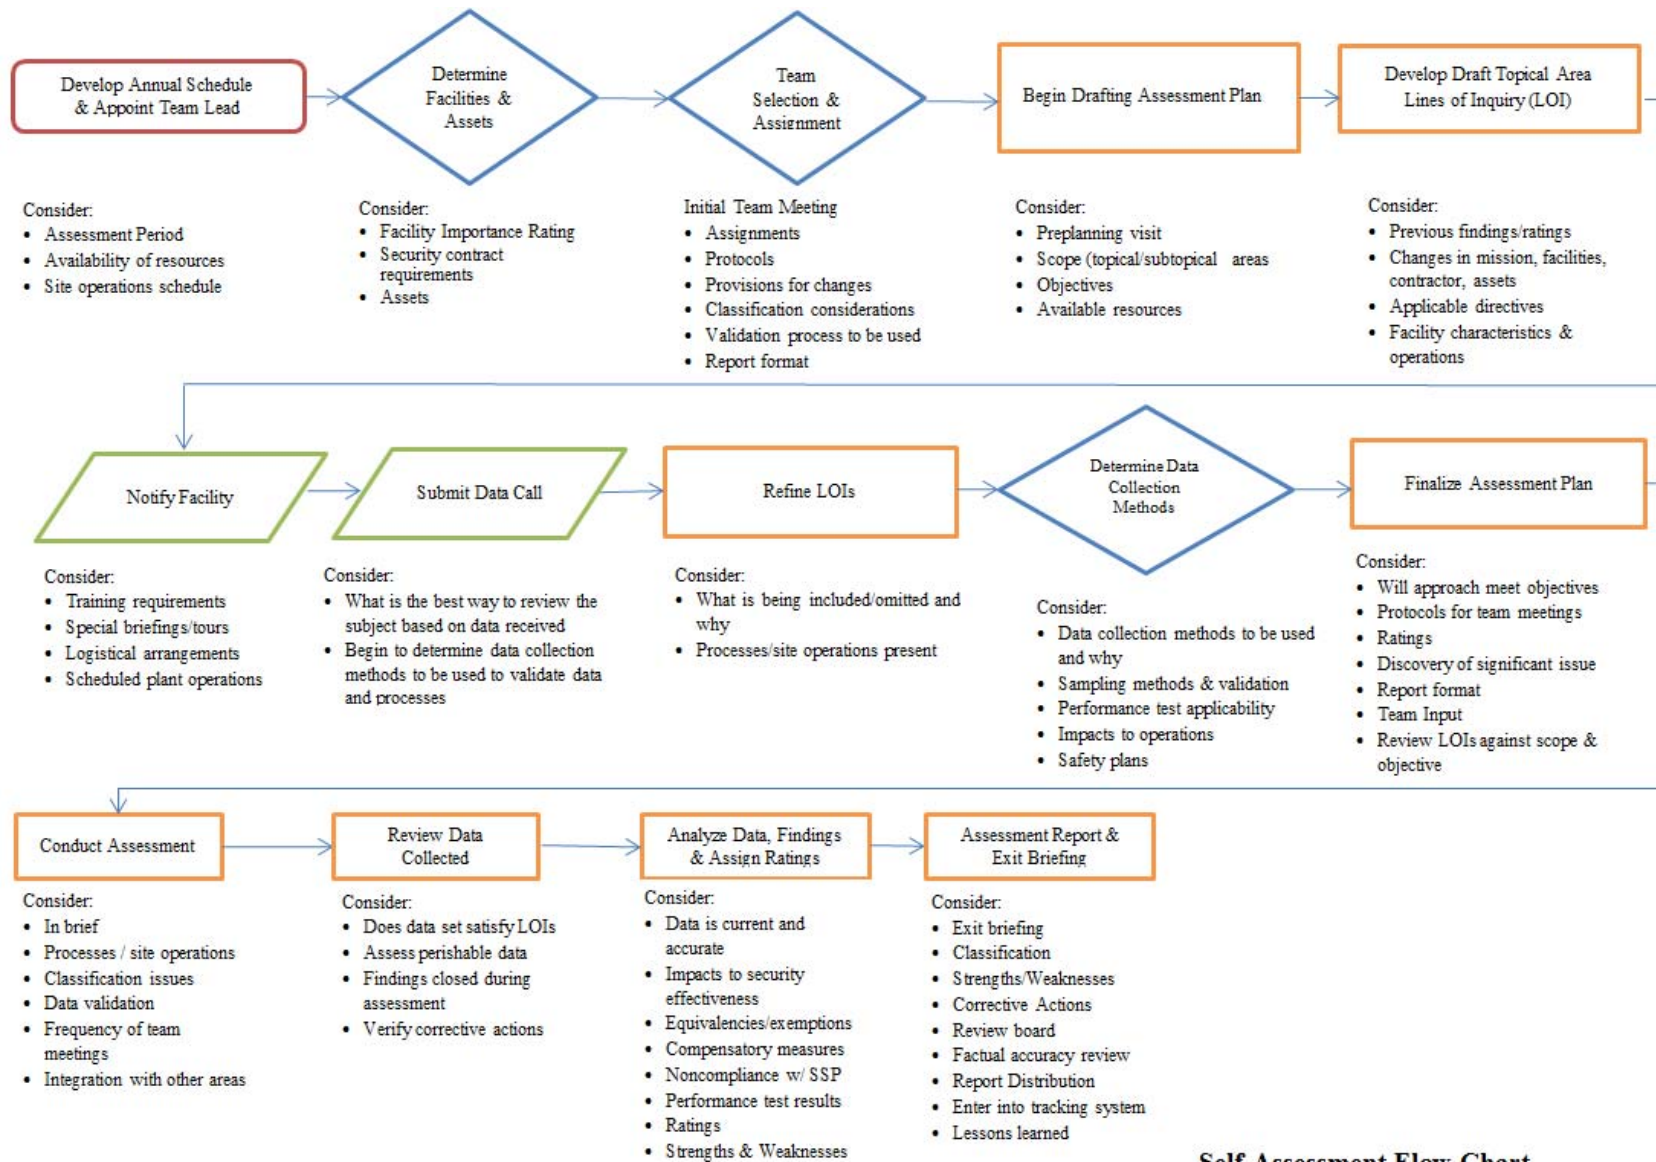 Develop Annual Schedule
& Appoint Team Lead
Determine
Facilities &
Assets
Team
Selection &
Assignment
Begin Drafting Assessment Plan
Develop Draft Topical Area
Lines of Inquiry (LOI)
Consider:
• Assessment Period
• Availability of resources
• Site operations schedule
Consider:
• Facility Importance Rating
• Security contract
requirements
• Assets
Initial Team Meeting
• Assignments
• Protocols
• Provisions for changes
• Classification considerations
• Validation process to be used
• Report format
Consider:
• Preplanning visit
• Scope (topical/subtopical areas
• Objectives
• Available resources
Consider:
• Previous findings/ratings
• Changes in mission, facilities,
contractor, assets
• Applicable directives
• Facility characteristics &
operations
Notify Facility
Submit Data Call
Refine LOIs
Determine Data
Collection
Methods
Finalize Assessment Plan
Consider:
• Training requirements
• Special briefings/tours
• Logistical arrangements
• Scheduled plant operations
Consider:
• What is the best way to review the
subject based on data received
• Begin to determine data collection
methods to be used to validate data
and processes
Consider:
• What is being included/omitted and
why
• Processes/site operations present
Consider:
• Data collection methods to be used
and why
• Sampling methods & validation
• Performance test applicability
• Impacts to operations
• Safety plans
Consider:
• Will approach meet objectives
• Protocols for team meetings
• Ratings
• Discovery of significant issue
• Report format
• Team Input
• Review LOIs against scope &
objective
Conduct Assessment
Review Data
Collected
Analyze Data, Findings
& Assign Ratings
Assessment Report &
Exit Briefing
Consider:
• In brief
• Processes / site operations
• Classification issues
• Data validation
• Frequency of team
meetings
• Integration with other areas
Consider:
• Does data set satisfy LOIs
• Assess perishable data
• Findings closed during
assessment
• Verify corrective actions
Consider:
• Data is current and
accurate
• Impacts to security
effectiveness
• Equivalencies/exemptions
• Compensatory measures
• Noncompliance w/ SSP
• Performance test results
• Ratings
• Strengths & Weaknesses
Consider:
• Exit briefing
• Classification
• Strengths/Weaknesses
• Corrective Actions
• Review board
• Factual accuracy review
• Report Distribution
• Enter into tracking system
• Lessons learned
Self Assessment Flow Chart